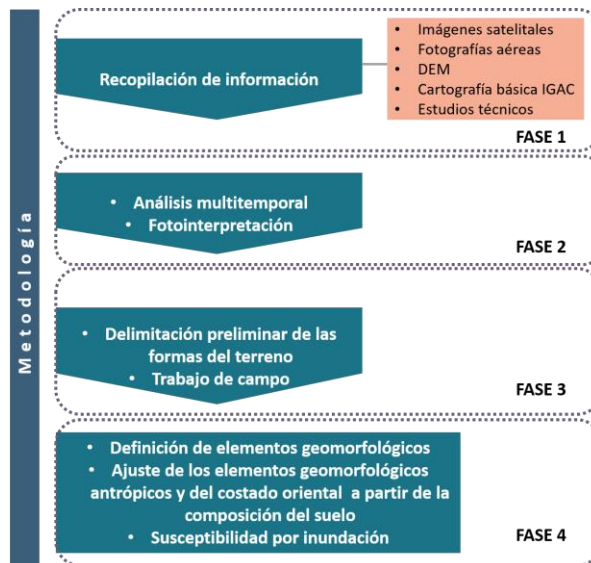 Metodología
Recopilación de información
• Imágenes satelitales
• Fotografías aéreas
• DEM
• Cartografía básica IGAC
• Estudios técnicos
FASE 1
• Análisis multitemporal
• Fotointerpretación
FASE 2
• Delimitación preliminar de las
formas del terreno
• Trabajo de campo
FASE 3
• Definición de elementos geomorfológicos
• Ajuste de los elementos geomorfológicos
antrópicos y del costado oriental a partir de la
composición del suelo
• Susceptibilidad por inundación
FASE 4